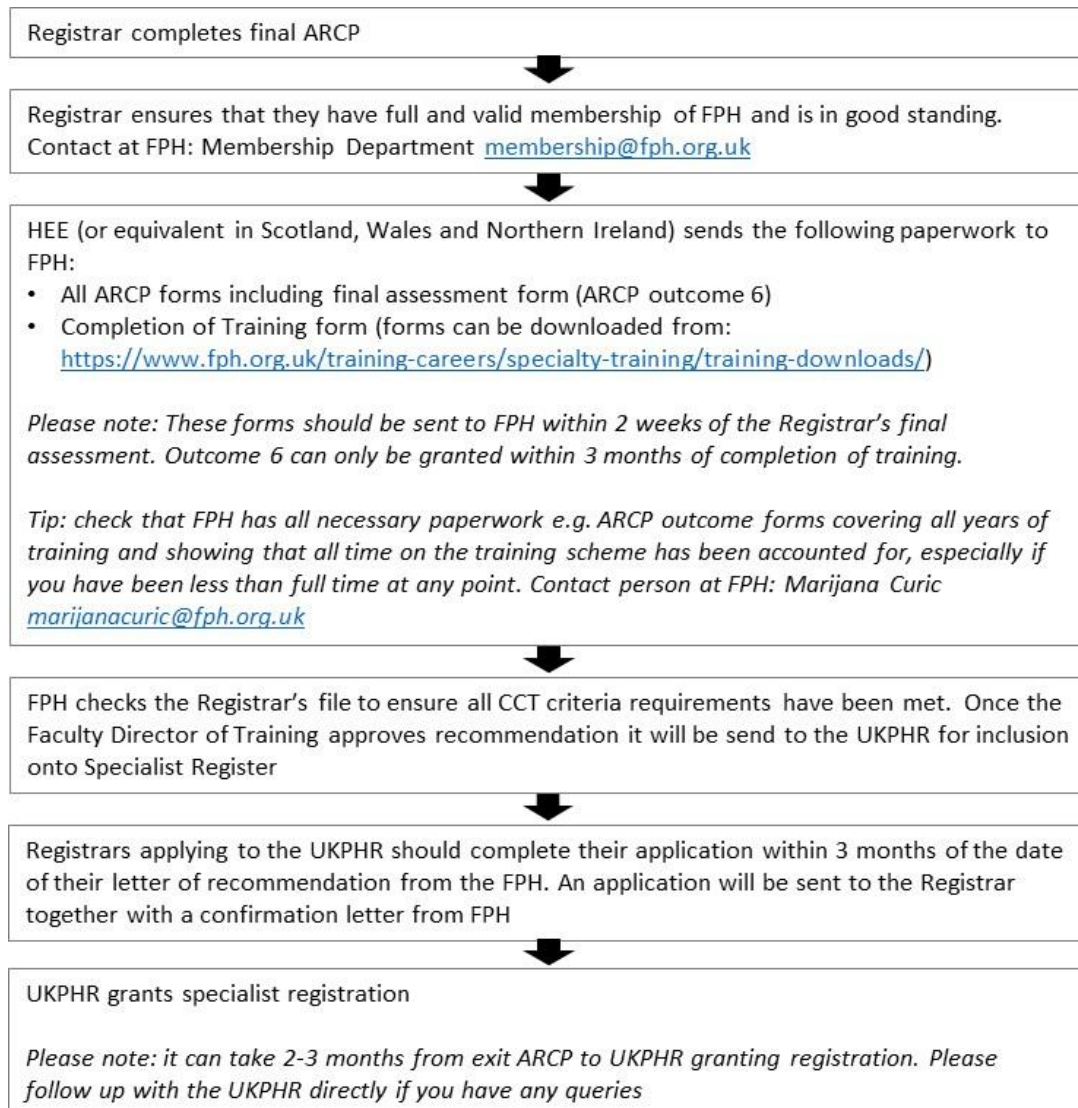 Registrar completes final ARCP
Registrar ensures that they have full and valid membership of FPH and is in good standing.
Contact at FPH: Membership Department membership@fph.org.uk
HEE (or equivalent in Scotland, Wales and Northern Ireland) sends the following paperwork to
FPH:
• All ARCP forms including final assessment form (ARCP outcome 6)
• Completion of Training form (forms can be downloaded from:
https://www.fph.org.uk/training-careers/specialty-training/training-downloads/)
Please note: These forms should be sent to FPH within 2 weeks of the Registrar's final
assessment. Outcome 6 can only be granted within 3 months of completion of training.
Tip: check that FPH has all necessary paperwork e.g. ARCP outcome forms covering all years of
training and showing that all time on the training scheme has been accounted for, especially if
you have been less than full time at any point. Contact person at FPH: Marijana Curic
marijanacuric@fph.org.uk
FPH checks the Registrar's file to ensure all CCT criteria requirements have been met. Once the
Faculty Director of Training approves recommendation it will be send to the UKPHR for inclusion
onto Specialist Register
Registrars applying to the UKPHR should complete their application within 3 months of the date
of their letter of recommendation from the FPH. An application will be sent to the Registrar
together with a confirmation letter from FPH
UKPHR grants specialist registration
Please note: it can take 2-3 months from exit ARCP to UKPHR granting registration. Please
follow up with the UKPHR directly if you have any queries